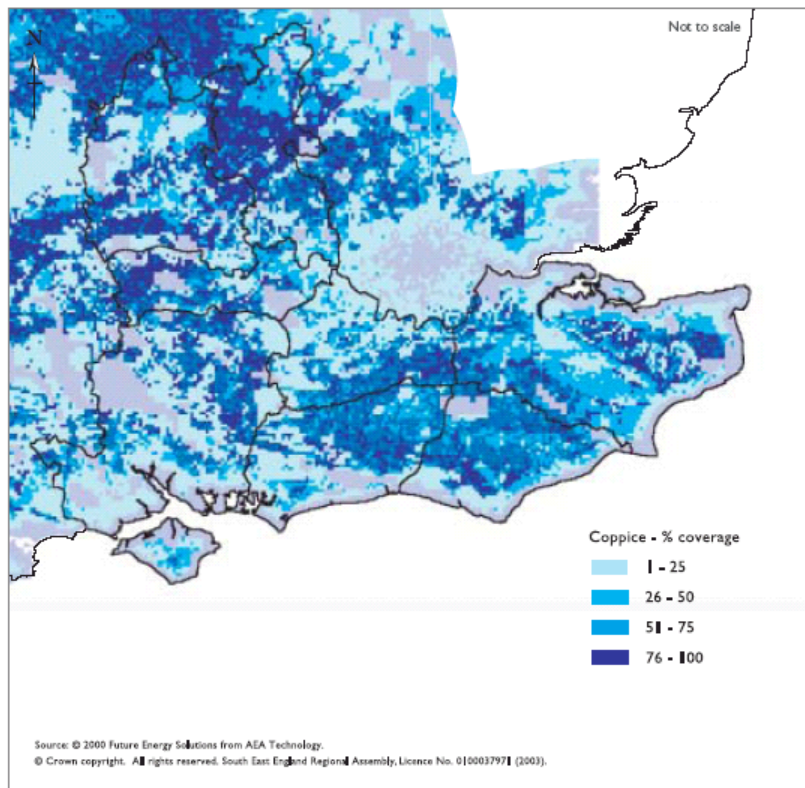 Not to scale
N
Coppice - % coverage
1 - 25
26 - 50
51 - 75
76 - 100
Source: © 2000 Future Energy Solutions from AEA Technology.
© Crown copyright. All rights reserved. South East England Regional Assembly, Licence No. 0100037971 (2003).